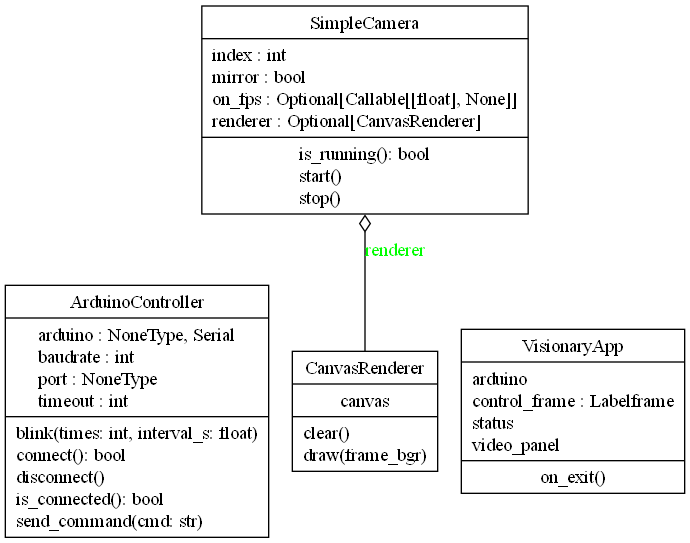 SimpleCamera
index : int
mirror : bool
on_fps : Optional[Callable[[float], None]]
renderer : Optional[CanvasRenderer]
is_running(): bool
start()
stop()
renderer
ArduinoController
arduino : NoneType, Serial
baudrate : int
port : NoneType
timeout : int
blink(times: int, interval_s: float)
connect(): bool
disconnect()
is_connected(): bool
send_command(cmd: str)
CanvasRenderer
canvas
clear()
draw(frame_bgr)
VisionaryApp
arduino
control_frame : Labelframe
status
video_panel
on_exit()